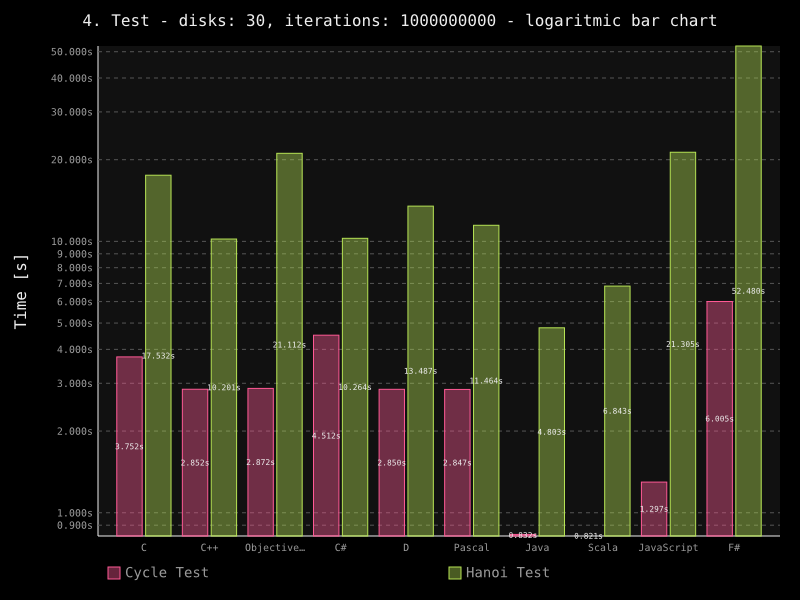 4. Test - disks: 30, iterations: 1000000000 - logaritmic bar chart
Time [s]
50.000s
40.000s
30.000s
20.000s
10.000s
9.000s
8.000s
7.000s
6.000s
5.000s
4.000s
3.000s
2.000s
1.000s
0.900s
3.752s
17.532s
2.852s
10.201s
2.872s
21.112s
4.512s
10.264s
2.850s
13.487s
2.847s
11.464s
0.832s
4.803s
0.821s
6.843s
1.297s
21.305s
6.005s
52.480s
C
C++
Objective…
C#
D
Pascal
Java
Scala
JavaScript
F#
Cycle Test
Hanoi Test